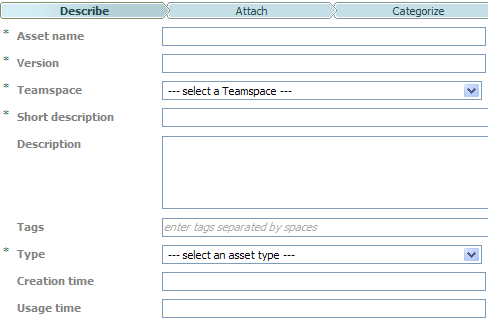 Describe Attach Categorize
* Asset name
* Version
* Teamspace --- select a Teamspace ---
* Short description
Description
Tags enter tags separated by spaces
* Type --- select an asset type ---
Creation time
Usage time